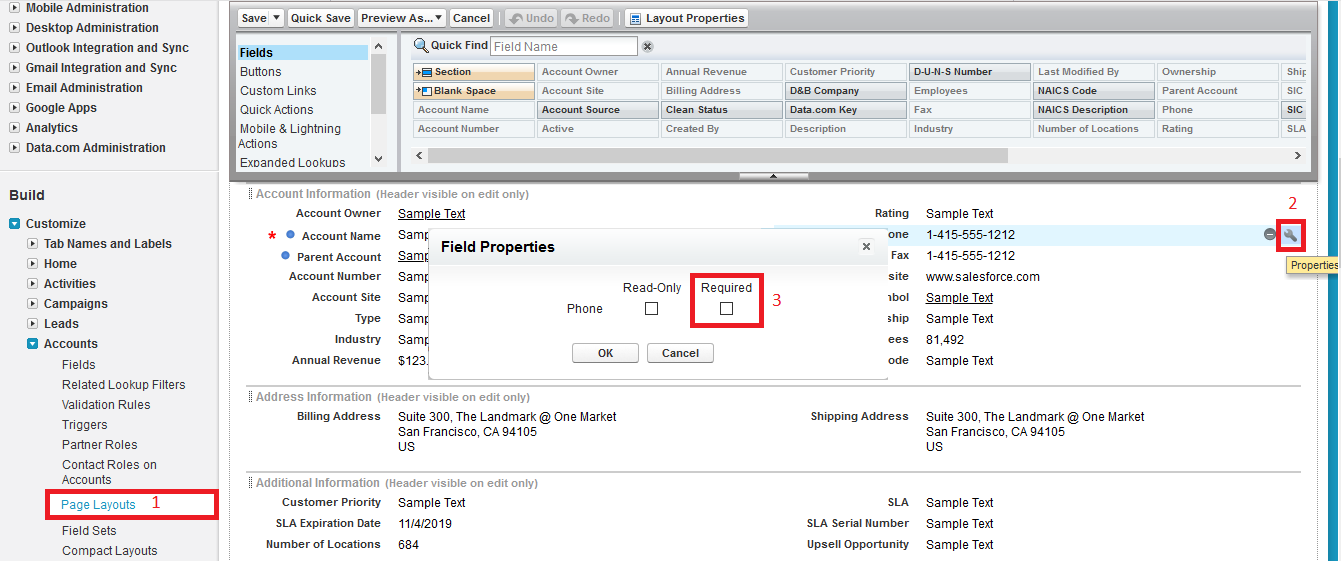 Mobile Administration
Desktop Administration
Outlook Integration and Sync
Gmail Integration and Sync
Email Administration
Google Apps
Analytics
Data.com Administration
Build
Customize
Tab Names and Labels
Home
Activities
Campaigns
Leads
Accounts
Fields
Related Lookup Filters
Validation Rules
Triggers
Partner Roles
Contact Roles on
Accounts
Page Layouts 1
Field Sets
Compact Layouts
Save Quick Save Preview As... Cancel Undo Redo Layout Properties
Fields
Buttons
Custom Links
Quick Actions
Mobile & Lightning
Actions
Expanded Lookups
Quick Find Field Name
Section Account Owner Annual Revenue Customer Priority D-U-N-S Number Last Modified By Ownership Ship
Blank Space Account Site Billing Address D&B Company Employees NAICS Code Parent Account SIC
Account Name Account Source Clean Status Data.com Key Fax NAICS Description Phone SIC
Account Number Active Created By Description Industry Number of Locations Rating SLA
Account Information (Header visible on edit only)
2
Account Owner Sample Text Rating Sample Text
* Account Name Samp one 1-415-555-1212
Parent Account Samp Fax 1-415-555-1212
Properties
Account Number Samp site www.salesforce.com
Account Site Samp mbol Sample Text
Type Samp ship Sample Text
Industry Samp ees 81,492
Annual Revenue $123. ode Sample Text
Field Properties
Read-Only Required
3
Phone
OK Cancel
Address Information (Header visible on edit only)
Billing Address Suite 300, The Landmark @ One Market Shipping Address Suite 300, The Landmark @ One Market
San Francisco, CA 94105 San Francisco, CA 94105
US US
Additional Information (Header visible on edit only)
Customer Priority Sample Text SLA Sample Text
SLA Expiration Date 11/4/2019 SLA Serial Number Sample Text
Number of Locations 684 Upsell Opportunity Sample Text